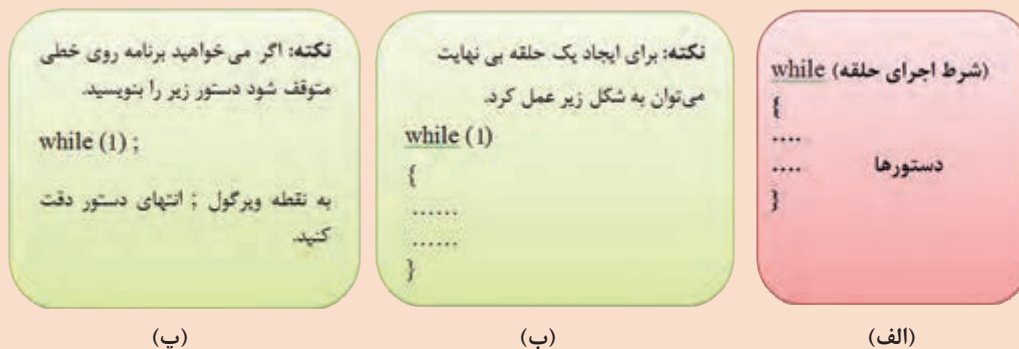 while (شرط اجرای حلقه)
{
....
.... دستورها
}
(الف)
نکته: برای ایجاد یک حلقه بی نهایت
می‌توان به شکل زیر عمل کرد.
while (1)
{
......
......
}
(ب)
نکته: اگر می خواهید برنامه روی خطی
متوقف شود دستور زیر را بنویسید.
while (1) ;
به نقطه ویرگول ; انتهای دستور دقت
کنید.
(پ)